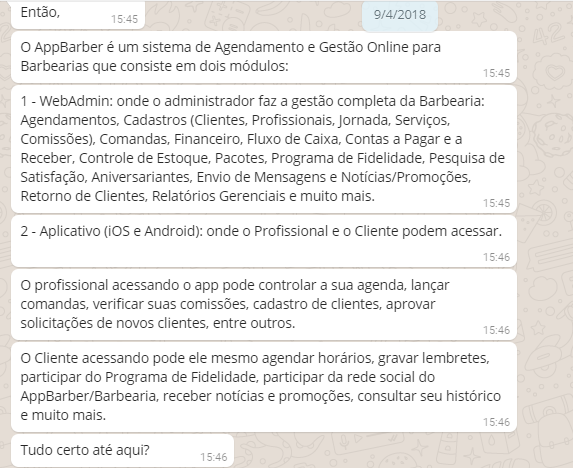 Então,
15:45
9/4/2018
O AppBarber é um sistema de Agendamento e Gestão Online para
Barbearias que consiste em dois módulos:
15:45
1 - WebAdmin: onde o administrador faz a gestão completa da Barbearia:
Agendamentos, Cadastros (Clientes, Profissionais, Jornada, Serviços,
Comissões), Comandas, Financeiro, Fluxo de Caixa, Contas a Pagar e a
Receber, Controle de Estoque, Pacotes, Programa de Fidelidade, Pesquisa de
Satisfação, Aniversariantes, Envio de Mensagens e Notícias/Promoções,
Retorno de Clientes, Relatórios Gerenciais e muito mais.
15:45
2 - Aplicativo (iOS e Android): onde o Profissional e o Cliente podem acessar.
15:46
O profissional acessando o app pode controlar a sua agenda, lançar
comandas, verificar suas comissões, cadastro de clientes, aprovar
solicitações de novos clientes, entre outros.
15:46
O Cliente acessando pode ele mesmo agendar horários, gravar lembretes,
participar do Programa de Fidelidade, participar da rede social do
AppBarber/Barbearia, receber notícias e promoções, consultar seu histórico
e muito mais.
15:46
Tudo certo até aqui?
15:46